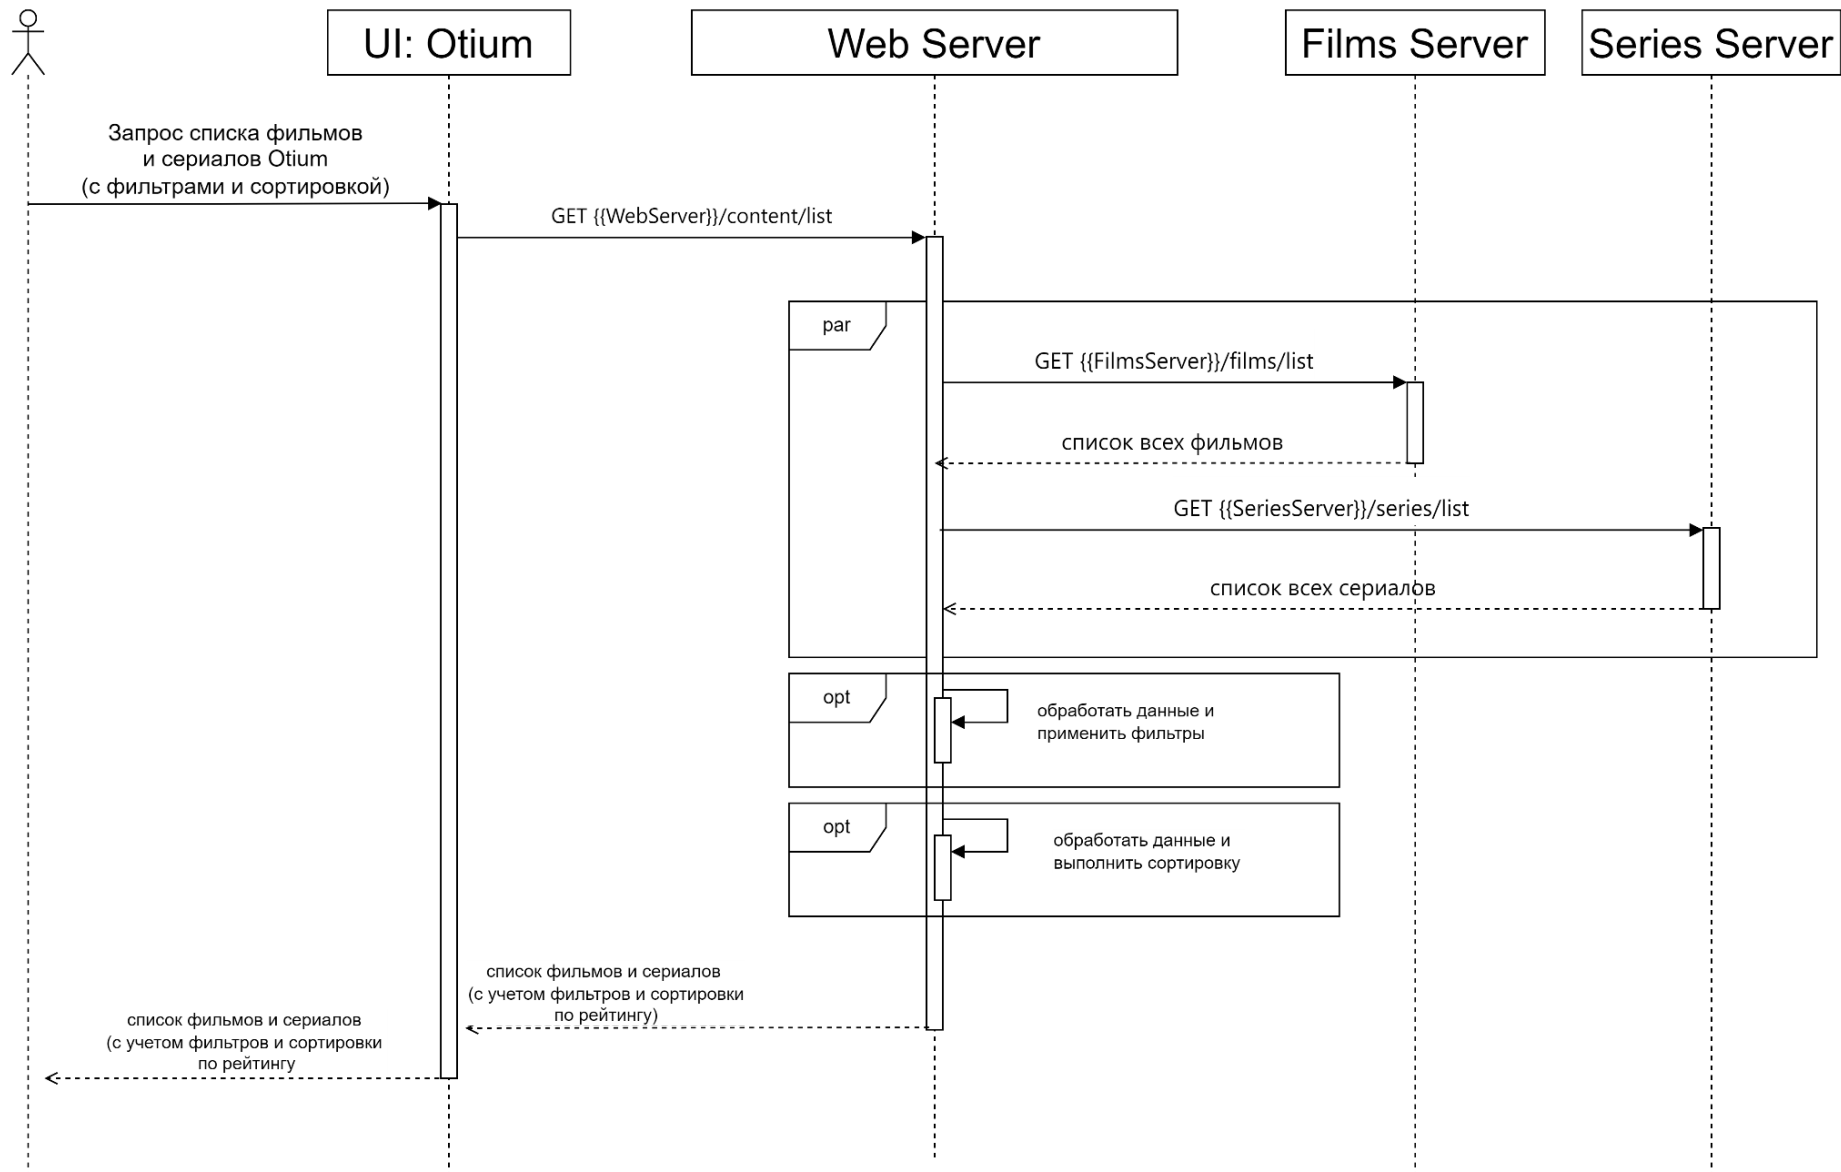 UI: Otium
Web Server
Films Server
Series Server
Запрос списка фильмов
и сериалов Otium
(с фильтрами и сортировкой)
GET {{WebServer}}/content/list
par
GET {{FilmsServer}}/films/list
список всех фильмов
GET {{SeriesServer}}/series/list
список всех сериалов
opt
обработать данные и
применить фильтры
opt
обработать данные и
выполнить сортировку
список фильмов и сериалов
(с учетом фильтров и сортировки
по рейтингу)
список фильмов и сериалов
(с учетом фильтров и сортировки
по рейтингу